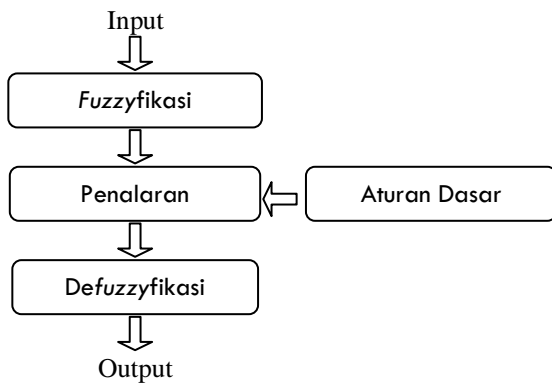 Input
Fuzzyfikasi
Penalaran
Aturan Dasar
Defuzzyfikasi
Output